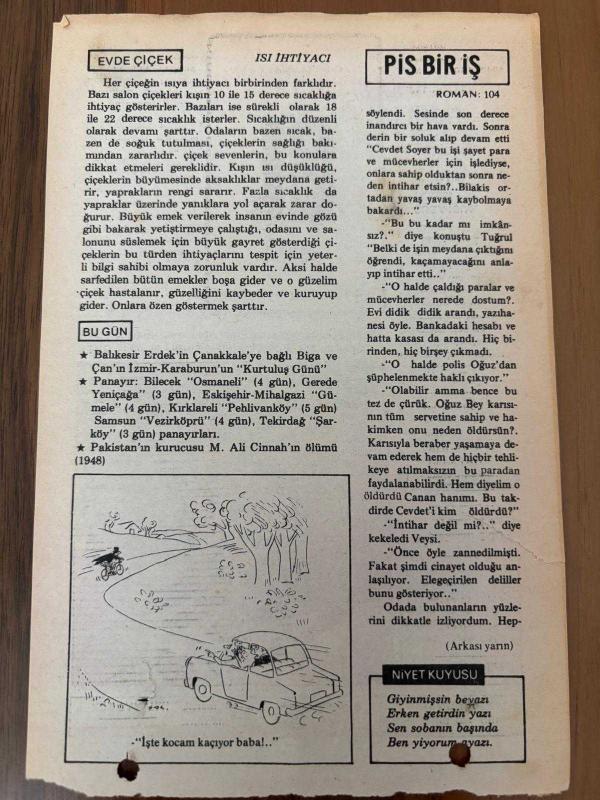 EVDE ÇİÇEK
ISI İHTİYACI
Her çiçeğin ısıya ihtiyacı birbirinden farklıdır.
Bazı salon çiçekleri kışın 10 ile 15 derece sıcaklığa
ihtiyaç gösterirler. Bazıları ise sürekli olarak 18
ile 22 derece sıcaklık isterler. Sıcaklığın düzenli
olarak devamı şarttır. Odaların bazen sıcak, ba-
zen de soğuk tutulması, çiçeklerin sağlığı bakı-
mından zararlıdır. çiçek sevenlerin, bu konulara
dikkat etmeleri gereklidir. Kışın ısı düşüklüğü,
çiçeklerin büyümesinde aksaklıklar meydana geti-
rir, yaprakların rengi sararır. Fazla sıcaklık da
yapraklar üzerinde yanıklara yol açarak zarar do-
ğurur. Büyük emek verilerek insanın evinde gözü
gibi bakarak yetiştirmeye çalıştığı, odasını ve sa-
lonunu süslemek için büyük gayret gösterdiği çi-
çeklerin bu türden ihtiyaçlarını tespit için yeter-
li bilgi sahibi olmaya zorunluk vardır. Aksi halde
sarfedilen bütün emekler boşa gider ve o güzelim
çiçek hastalanır, güzelliğini kaybeder ve kuruyup
gider. Onlara özen göstermek şarttır.
BU GÜN
★ Balıkesir Erdek'in Çanakkale'ye bağlı Biga ve
Çan'ın İzmir-Karaburun'un "Kurtuluş Günü"
★ Panayır: Bilecek "Osmaneli" (4 gün), Gerede
Yeniçağa" (3 gün), Eskişehir-Mihalgazi "Gü-
mele" (4 gün), Kırklareli "Pehlivanköy" (5 gün)
Samsun "Vezirköprü" (4 gün), Tekirdağ "Şar-
köy" (3 gün) panayırları.
★ Pakistan'ın kurucusu M. Ali Cinnah'ın ölümü
(1948)
-"İşte kocam kaçıyor baba!.."
PİS BİR İŞ
ROMAN: 104
söylendi. Sesinde son derece
inandırıcı bir hava vardı. Sonra
derin bir soluk alıp devam etti
"Cevdet Soyer bu işi şayet para
ve mücevherler için işlediyse,
onlara sahip olduktan sonra ne-
den intihar etsin?..Bilakis or-
tadan yavaş yavaş kaybolmaya
bakardı..."
-"Bu bu kadar mı imkân-
sız?." diye konuştu Tuğrul
"Belki de işin meydana çıktığını
öğrendi, kaçamayacağını anla-
yıp intihar etti.."
-"O halde çaldığı paralar ve
mücevherler nerede dostum?.
Evi didik didik arandı, yazıha-
nesi öyle. Bankadaki hesabı ve
hatta kasası da arandı. Hiç bi-
rinden, hiç birşey çıkmadı.
-"O halde polis Oğuz'dan
şüphelenmekte haklı çıkıyor."
-"Olabilir amma bence bu
tez de çürük. Oğuz Bey karısı-
nın tüm servetine sahip ve ha-
kimken onu neden öldürsün?.
Karısıyla beraber yaşamaya de-
vam ederek hem de hiçbir tehli-
keye atılmaksızın bu paradan
faydalanabilirdi. Hem diyelim o
öldürdü Canan hanımı. Bu tak-
dirde Cevdet'i kim öldürdü?"
-"İntihar değil mi?.." diye
kekeledi Veysi.
-"Önce öyle zannedilmişti.
Fakat şimdi cinayet olduğu an-
laşılıyor. Elegeçirilen deliller
bunu gösteriyor.."
Odada bulunanların yüzle-
rini dikkatle izliyordum. Hep-
(Arkası yarın)
NİYET KUYUSU
Giyinmişsin beyazı
Erken getirdin yazı
Sen sobanın başında
Ben yiyorum ayazı.